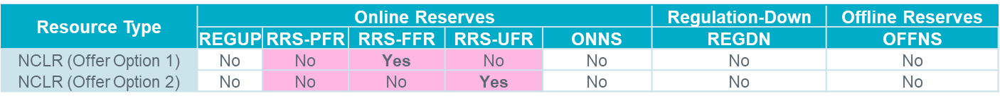 Resource Type Online Reserves Regulation-Down Offline Reserves
REGUP RRS-PFR RRS-FFR RRS-UFR ONNS REGDN OFFNS
NCLR (Offer Option 1) No No Yes No No No No
NCLR (Offer Option 2) No No No Yes No No No